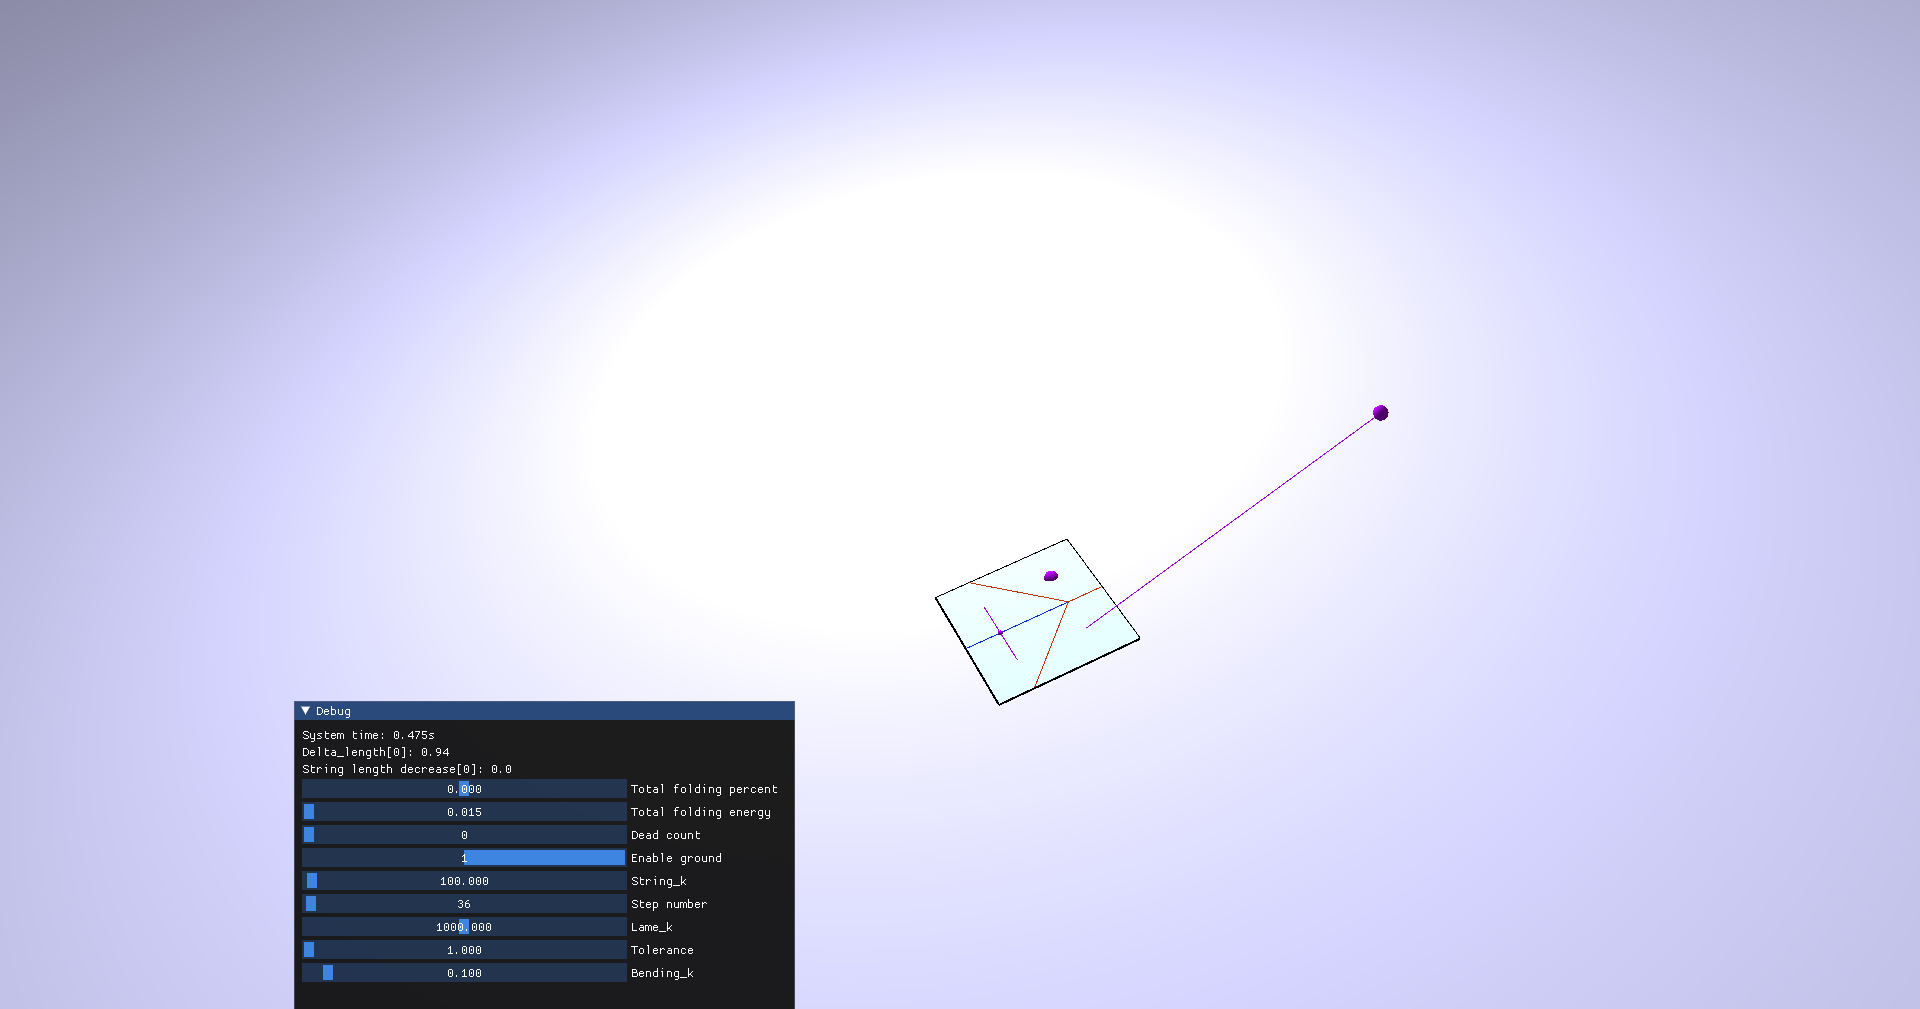 Debug
System time: 0.475s
Delta_length[0]: 0.94
String length decrease[0]: 0.0
0.000 Total folding percent
0.015 Total folding energy
0 Dead count
1 Enable ground
100.000 String_k
36 Step number
1000.000 Lame_k
1.000 Tolerance
0.100 Bending_k